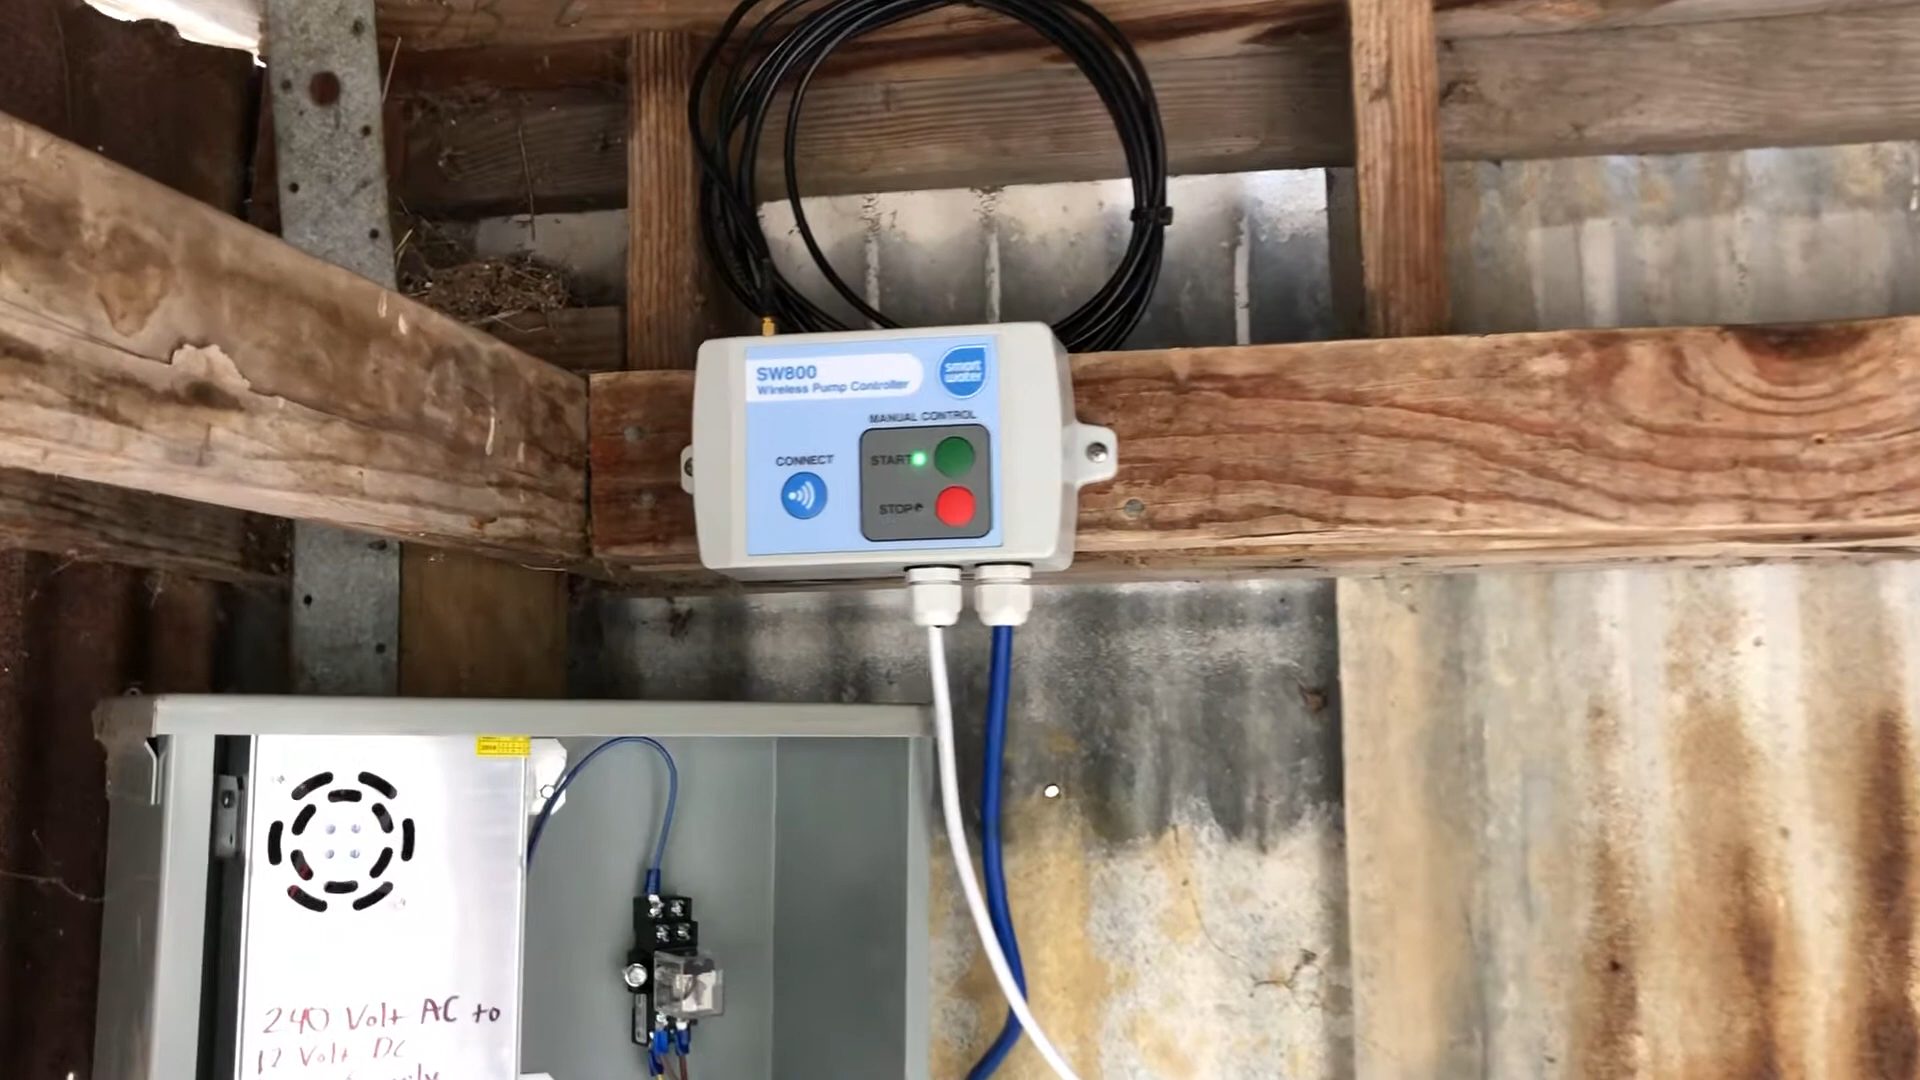 SW800
Wireless Pump Controller
smart
water
MANUAL CONTROL
START
CONNECT
STOP
240 Volt AC to
12 Volt DC